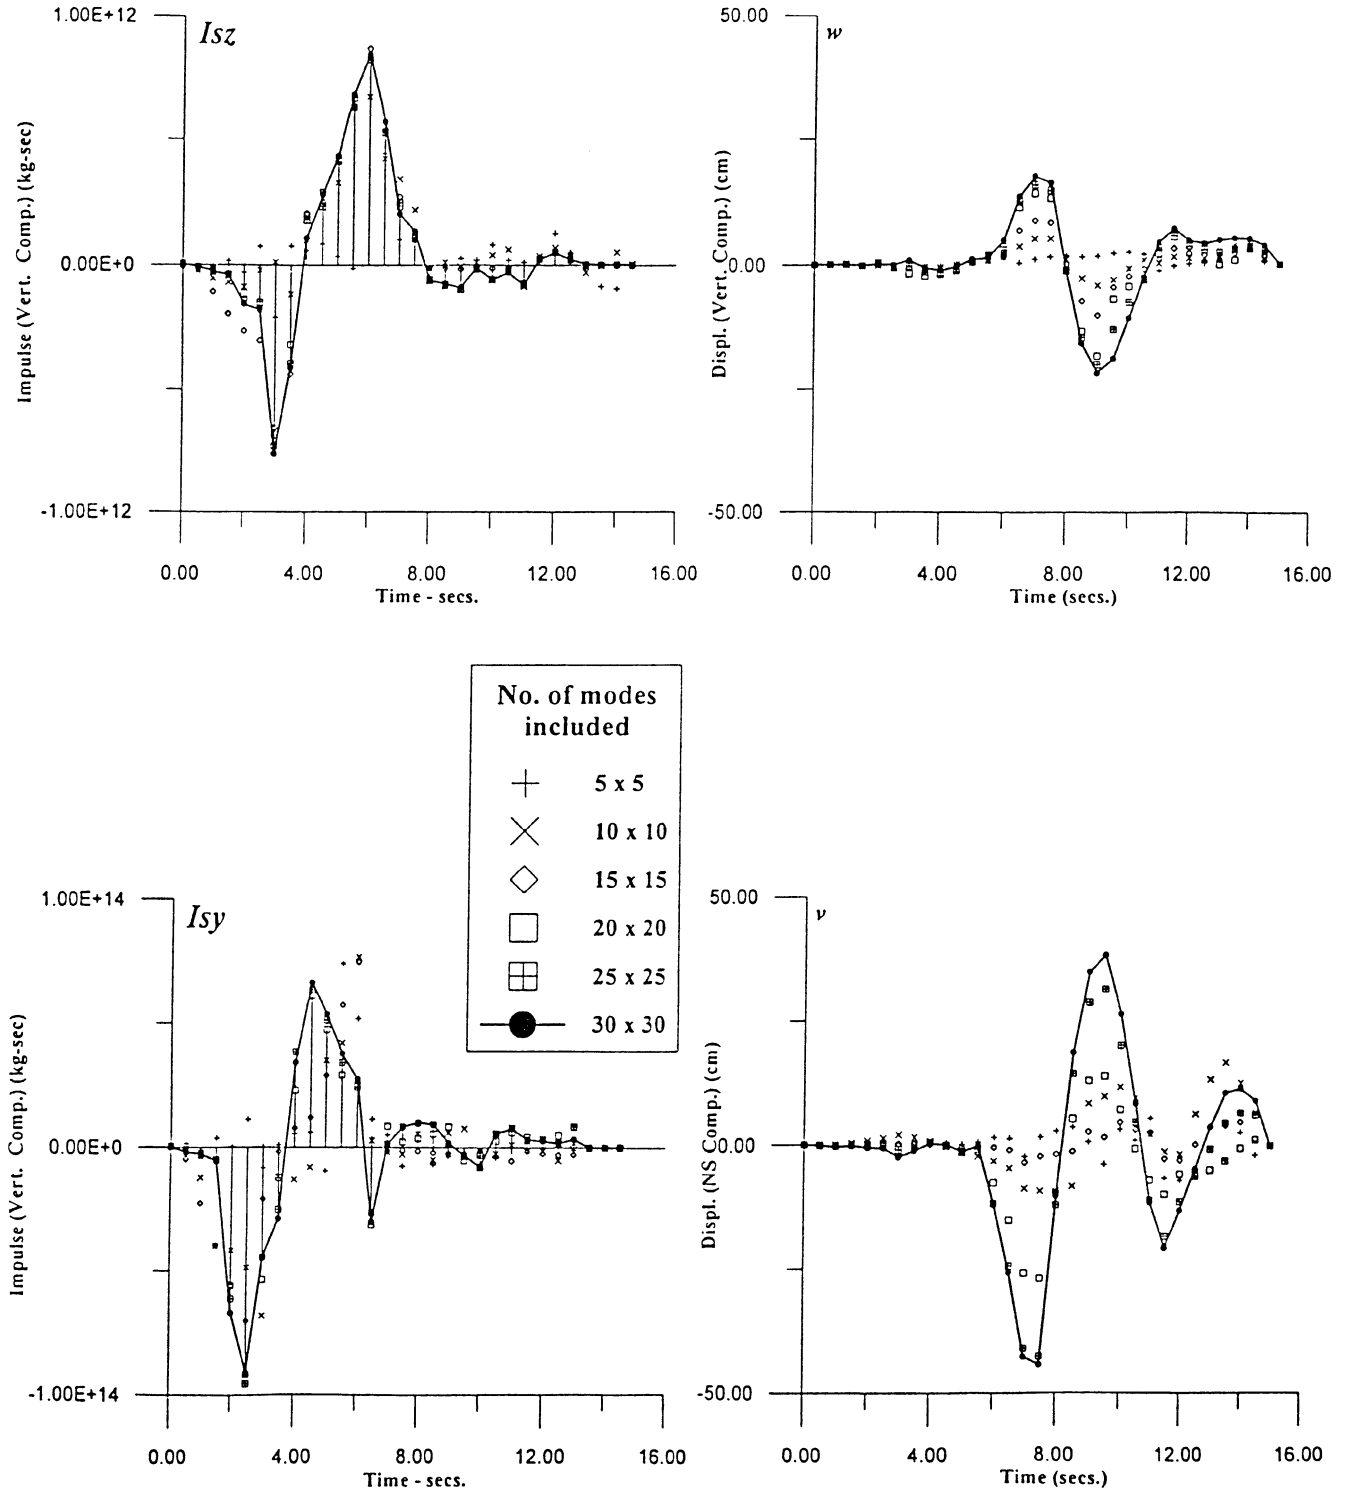 1.00E+12
Isz
0.00E+0
-1.00E+12
Impulse (Vert. Comp.) (kg-sec)
0.00 4.00 8.00 12.00 16.00
Time - secs.
50.00
w
0.00
-50.00
Displ. (Vert. Comp.) (cm)
0.00 4.00 8.00 12.00 16.00
Time (secs.)
No. of modes
included
5 x 5
10 x 10
15 x 15
20 x 20
25 x 25
30 x 30
1.00E+14
Isy
0.00E+0
-1.00E+14
Impulse (Vert. Comp.) (kg-sec)
0.00 4.00 8.00 12.00 16.00
Time - secs.
50.00
v
0.00
-50.00
Displ. (NS Comp.) (cm)
0.00 4.00 8.00 12.00 16.00
Time (secs.)